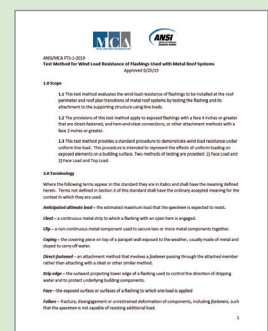 MCA
ANSI
ANSI/MCA FTS-1-2019
Test Method for Wind Load Resistance of Flashings Used with Metal Roof Systems
Approved 8/15/19
1.0 Scope
1.1 This test method evaluates the wind load resistance of flashings to be installed at the roof
perimeter and roof plan transitions of metal roof systems by testing the flashing and its
attachment to the supporting structure using line loads.
1.2 The provisions of this test method apply to exposed flashings with a face 4 inches or greater
that are direct-fastened, and hem-and-cleat connections, or other attachment methods with a
face 2 inches or greater.
1.3 This test method provides a standard procedure to demonstrate wind load resistance under
uniform line load. This procedure is intended to represent the effects of uniform loading on
exposed elements on a building surface. Two methods of testing are provided: 1) Face Load and
2) Face Load and Top Load.
Terminology
Where the following terms appear in this standard they are in italics and shall have the meaning defined
herein. Terms not defined in Section of this standard shall have the ordinary accepted meaning for the
context in which they are used.
Anticipated ultimate load – the estimated maximum load that the specimen is expected to resist.
Cleat – a continuous metal strip to which a flashing with an open hem is engaged.
Clip – a non-continuous metal component used to secure two or more metal components together.
Coping – the covering piece on top of a parapet wall exposed to the weather, usually made of metal and
sloped to carry off water.
Direct-fastened – an attachment method that involves a fastener passing through the attached member
rather than attaching with a cleat or other similar method.
Drip edge – the outward projecting lower edge of a flashing used to control the direction of dripping
water and to protect underlying building components.
Face – the exposed surface or surfaces of a flashing to which one load is applied
Failure – fracture, disengagement or unrestrained deformation of components, including fasteners, such
that the specimen is not capable of resisting additional load.
1